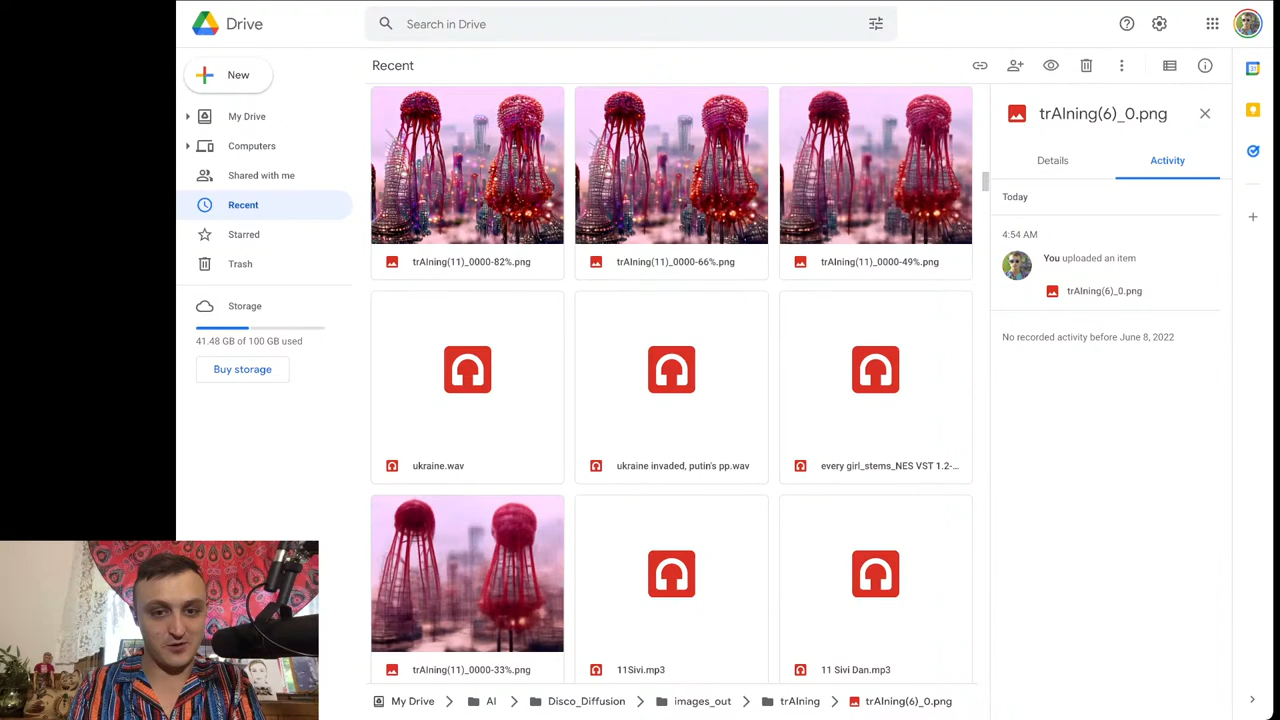 Drive
Search in Drive
New
My Drive
Computers
Shared with me
Recent
Starred
Trash
Storage
41.48 GB of 100 GB used
Buy storage
Recent
trAIning(11)_0000-82%.png
trAIning(11)_0000-66%.png
trAIning(11)_0000-49%.png
ukraine.wav
ukraine invaded, putin's pp.wav
every girl_stems_NES VST 1.2-...
trAIning(11)_0000-33%.png
11Sivi.mp3
11 Sivi Dan.mp3
My Drive
AI
Disco_Diffusion
images_out
trAIning
trAIning(6)_0.png
trAIning(6)_0.png
Details
Activity
Today
4:54 AM
You uploaded an item
trAIning(6)_0.png
No recorded activity before June 8, 2022
31